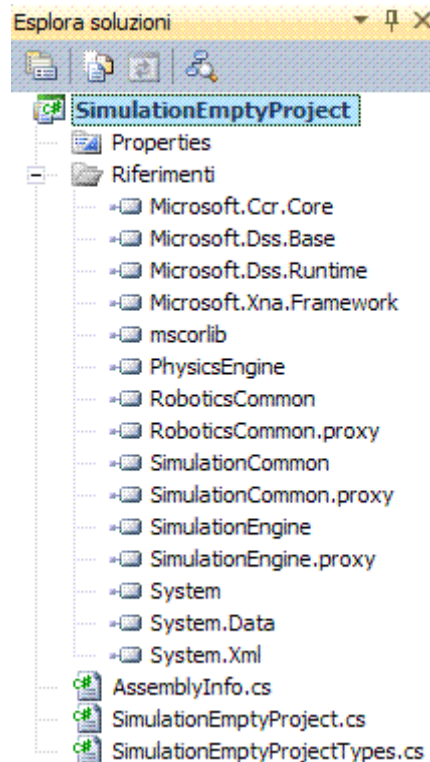 Esplora soluzioni
SimulationEmptyProject
Properties
Riferimenti
Microsoft.Ccr.Core
Microsoft.Dss.Base
Microsoft.Dss.Runtime
Microsoft.Xna.Framework
mscorlib
PhysicsEngine
RoboticsCommon
RoboticsCommon.proxy
SimulationCommon
SimulationCommon.proxy
SimulationEngine
SimulationEngine.proxy
System
System.Data
System.Xml
AssemblyInfo.cs
SimulationEmptyProject.cs
SimulationEmptyProjectTypes.cs